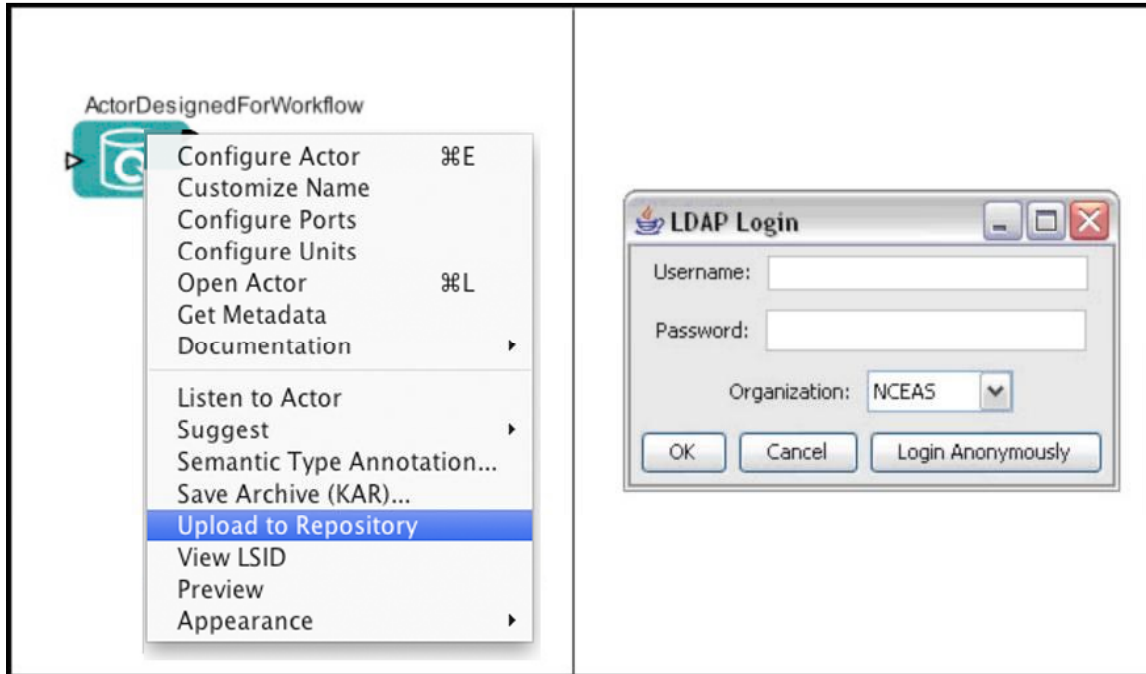 ActorDesignedForWorkflow
Configure Actor ⌘E
Customize Name
Configure Ports
Configure Units
Open Actor ⌘L
Get Metadata
Documentation
Listen to Actor
Suggest
Semantic Type Annotation...
Save Archive (KAR)...
Upload to Repository
View LSID
Preview
Appearance
LDAP Login
Username:
Password:
Organization: NCEAS
OK Cancel Login Anonymously